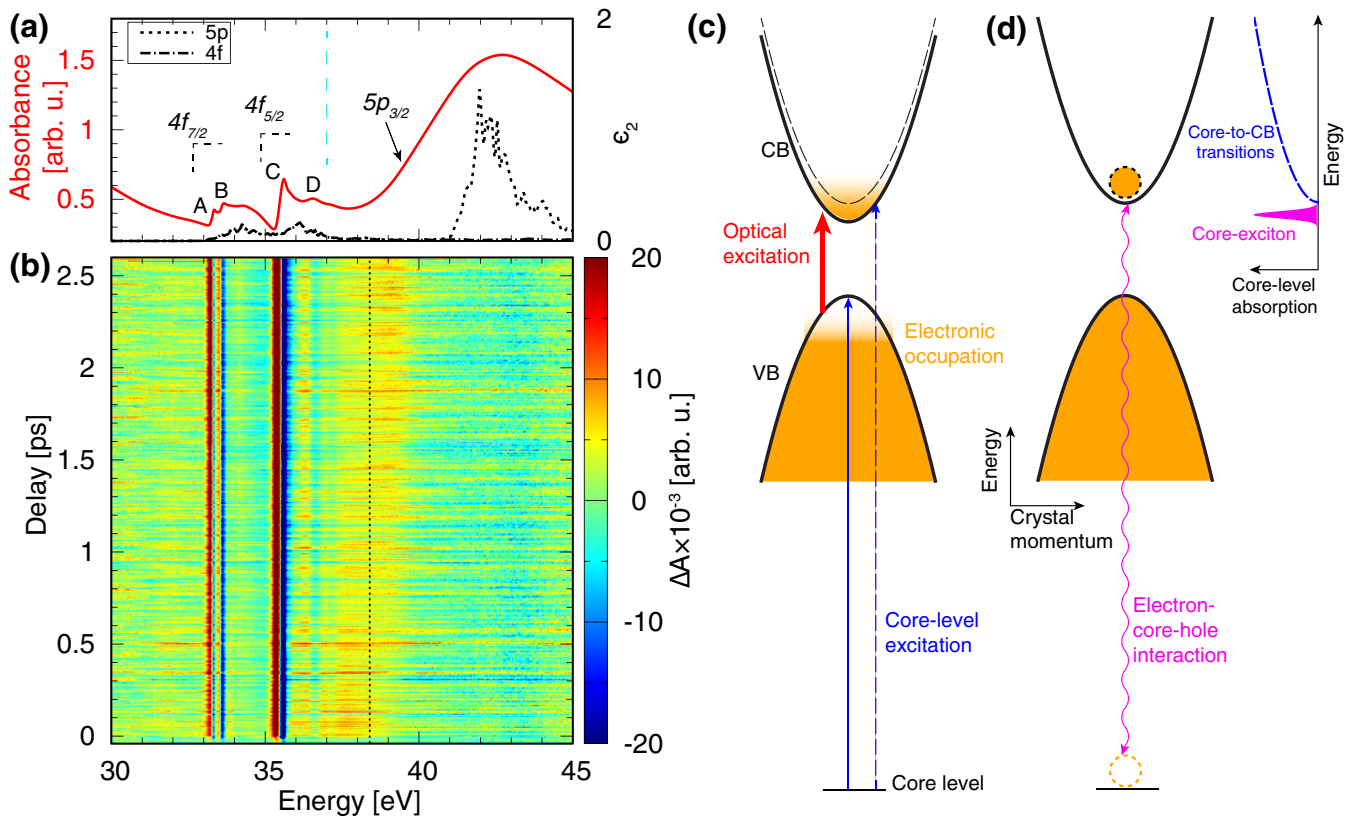 (a)
5p
4f
Absorbance
[arb. u.]
1.5
1
0.5
2
0
ϵ2
4f7/2
4f5/2
5p3/2
A
B
C
D
(b)
Delay [ps]
2.5
2
1.5
1
0.5
0
30
35
40
45
Energy [eV]
20
10
0
-10
-20
ΔA×10-3 [arb. u.]
(c)
CB
Optical
excitation
Electronic
occupation
VB
Core-level
excitation
Core level
(d)
Core-to-CB
transitions
Core-exciton
Energy
Core-level
absorption
Energy
Crystal
momentum
Electron-
core-hole
interaction